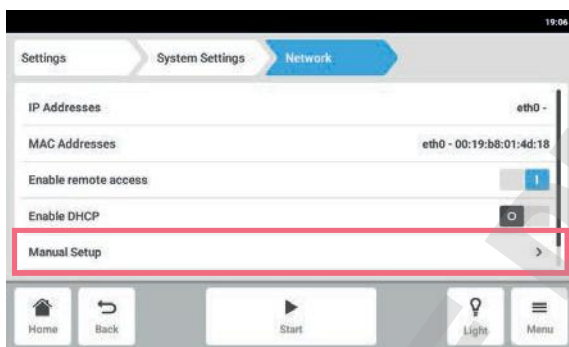 19:06
Settings System Settings Network
IP Addresses eth0 -
MAC Addresses eth0 - 00:19:b8:01:4d:18
Enable remote access I
Enable DHCP O
Manual Setup >
Home Back Start Light Menu